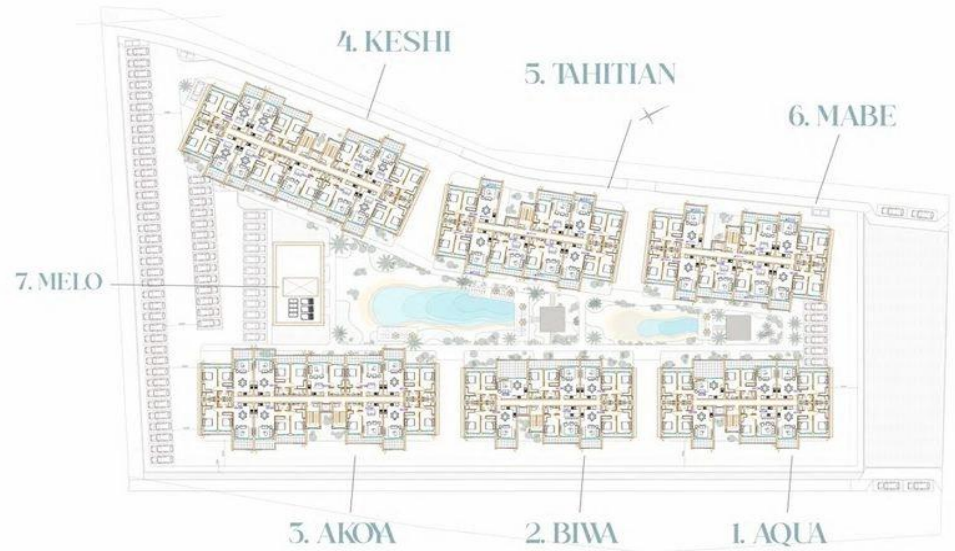 4. KESHI
5. TAHITIAN
6. MABE
7. MELO
3. AKOYA
2. BIWA
1. AQUA